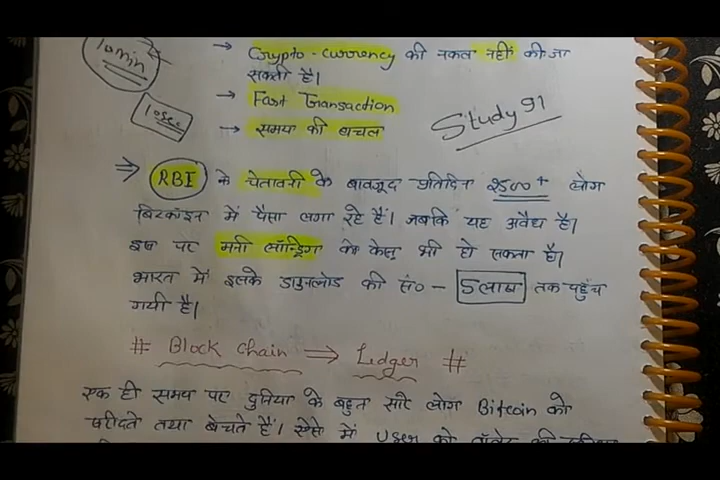 10min
→ Crypto-currency की नकल नहीं की जा
सकती है।
→ Fast Transaction
10sec
→ समय की बचत
Study 91
⇒ RBI के चेतावनी के बावजूद प्रतिदिन 2500+ लोग
बिटकॉइन में पैसा लगा रहे हैं। जबकि यह अवैध है।
इस पर मनी लॉन्ड्रिंग का केस भी हो सकता है।
भारत में इसके डाउनलोड की सं० - 5 लाख तक पहुँच
गयी है।
# Block chain ⇒ Ledger #
एक ही समय पर दुनिया के बहुत सारे लोग Bitcoin को
खरीदते तथा बेचते हैं। ऐसे में User को वॉलेट की